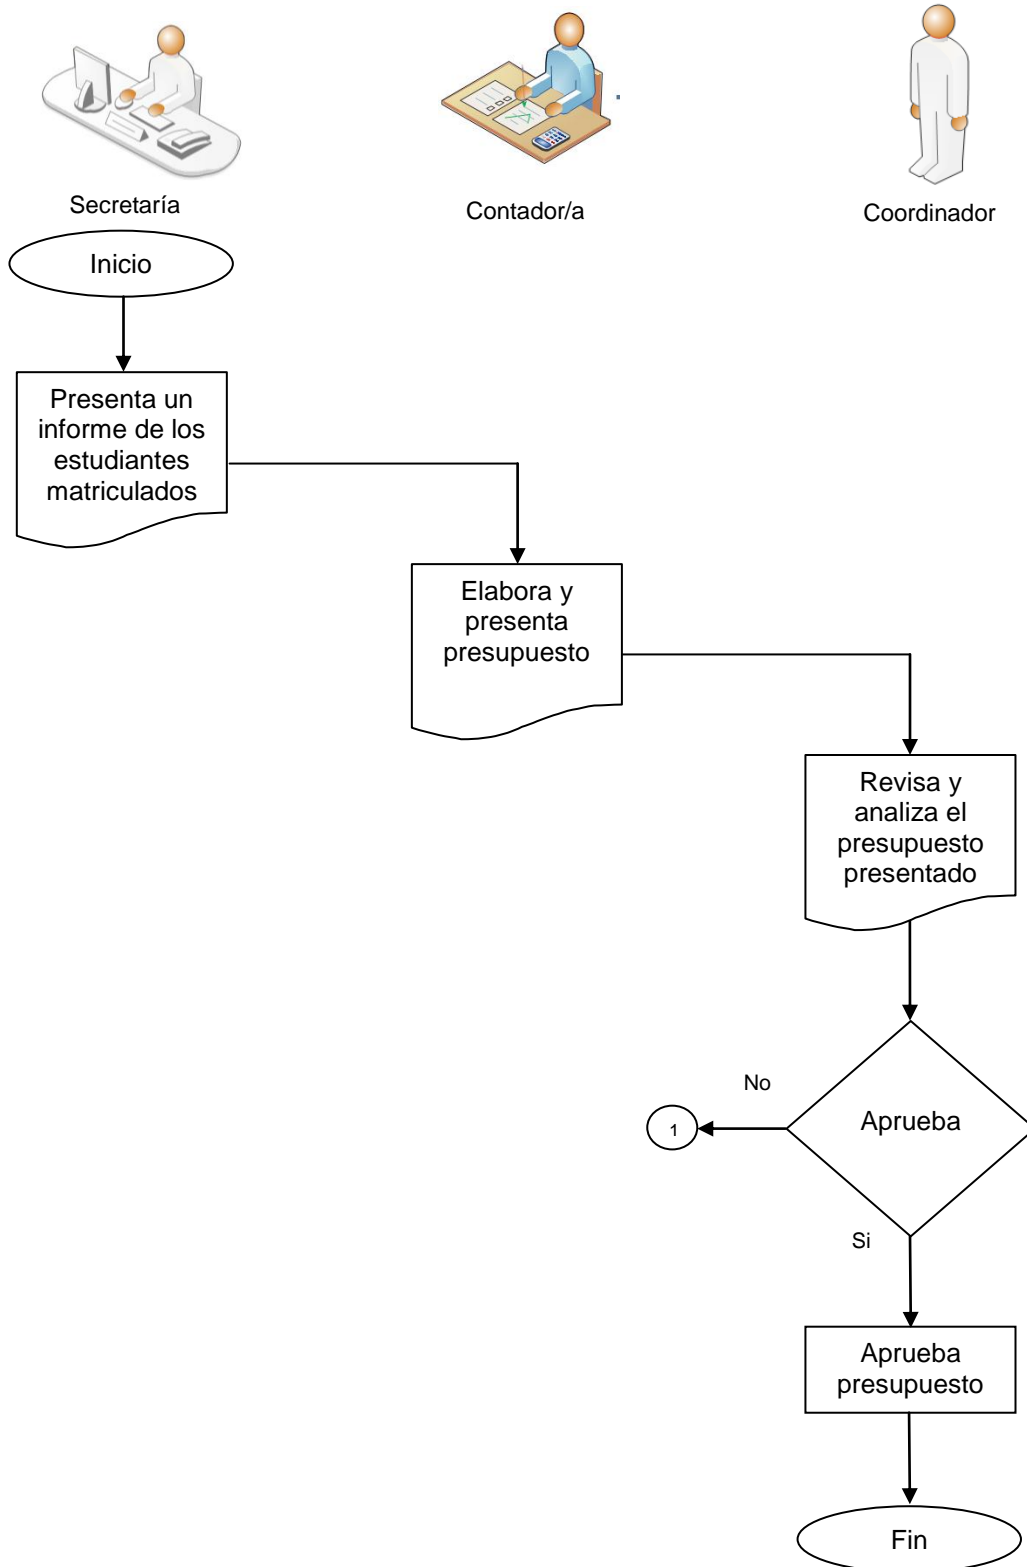 Secretaría
Contador/a
Coordinador
Inicio
Presenta un
informe de los
estudiantes
matriculados
Elabora y
presenta
presupuesto
Revisa y
analiza el
presupuesto
presentado
No
1
Aprueba
Si
Aprueba
presupuesto
Fin